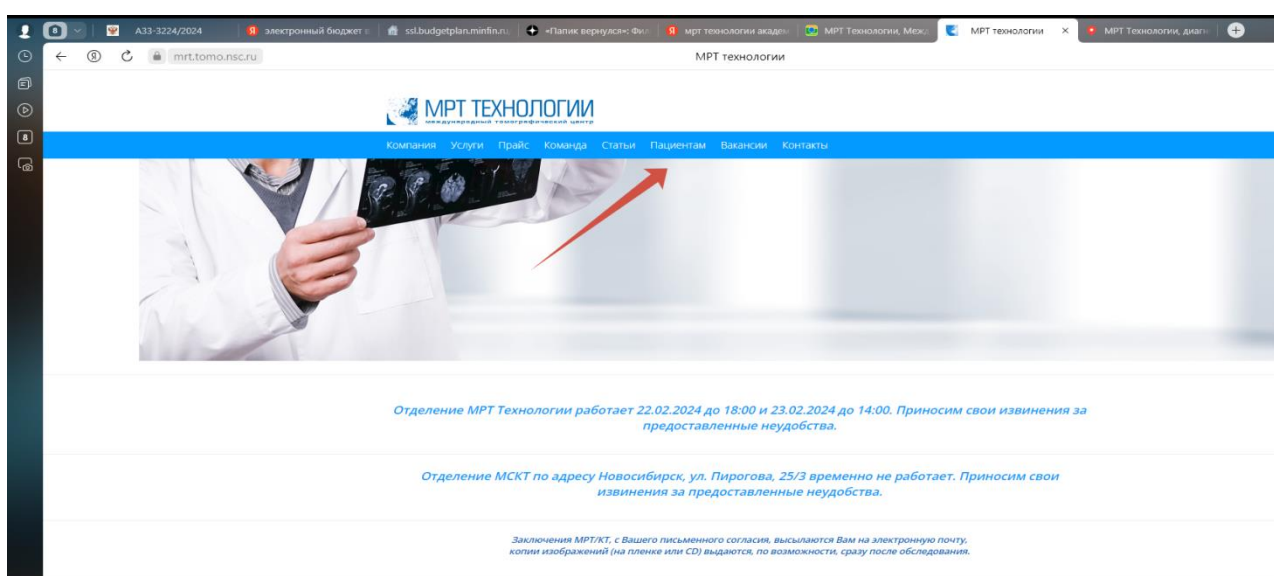 8
А33-3224/2024
Я электронный бюджет в
ssl.budgetplan.minfin.ru
«Папик вернулся»: Фил
Я мрт технологии академ
МРТ Технологии, Межд
МРТ технологии
МРТ Технологии, диагн
Я
mrt.tomo.nsc.ru
МРТ технологии
8
МРТ ТЕХНОЛОГИИ
международный томографический центр
Компания Услуги Прайс Команда Статьи Пациентам Вакансии Контакты
Отделение МРТ Технологии работает 22.02.2024 до 18:00 и 23.02.2024 до 14:00. Приносим свои извинения за
предоставленные неудобства.
Отделение МСКТ по адресу Новосибирск, ул. Пирогова, 25/3 временно не работает. Приносим свои
извинения за предоставленные неудобства.
Заключения МРТ/КТ, с Вашего письменного согласия, высылаются Вам на электронную почту,
копии изображений (на пленке или CD) выдаются, по возможности, сразу после обследования.